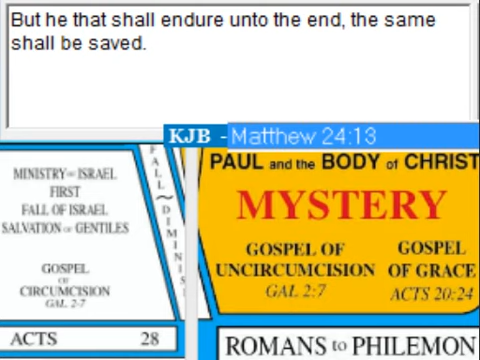 But he that shall endure unto the end, the same
shall be saved.
KJB - Matthew 24:13
MINISTRY OF ISRAEL
FIRST
FALL OF ISRAEL
SALVATION OF GENTILES
GOSPEL
OF
CIRCUMCISION
GAL 2-7
FALL ~ DIMINIS
ACTS 28
PAUL and the BODY of CHRIST
MYSTERY
GOSPEL OF
UNCIRCUMCISION
GAL 2:7
GOSPEL
OF GRACE
ACTS 20:24
ROMANS to PHILEMON